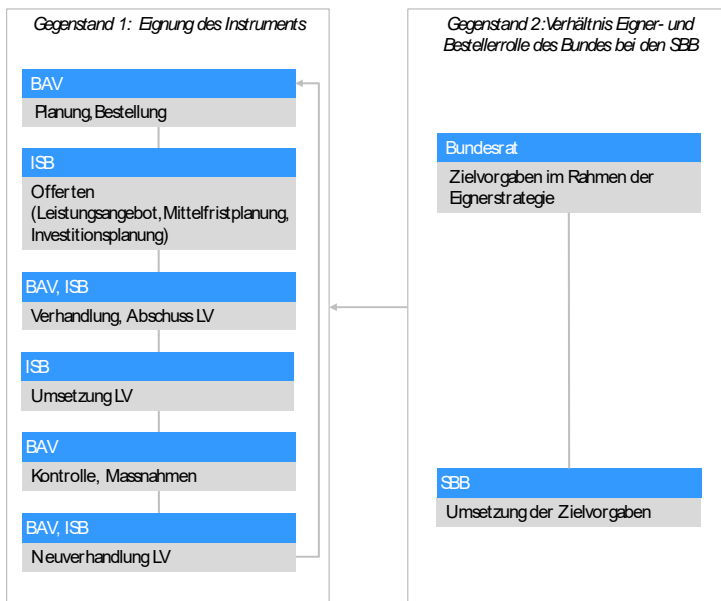 Gegenstand 1: Eignung des Instruments
BAV
Planung, Bestellung
ISB
Offerten
(Leistungsangebot, Mittelfristplanung,
Investitionsplanung)
BAV, ISB
Verhandlung, Abschuss LV
ISB
Umsetzung LV
BAV
Kontrolle, Massnahmen
BAV, ISB
Neuverhandlung LV
Gegenstand 2: Verhältnis Eigner- und
Bestellerrolle des Bundes bei den SBB
Bundesrat
Zielvorgaben im Rahmen der
Eignerstrategie
SBB
Umsetzung der Zielvorgaben